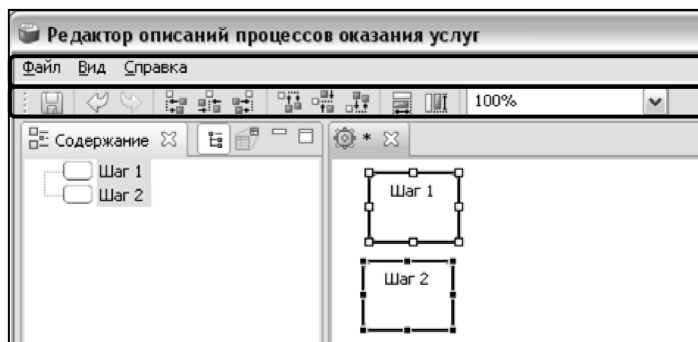 Редактор описаний процессов оказания услуг
Файл Вид Справка
100%
Содержание
*
Шаг 1
Шаг 2
Шаг 1
Шаг 2